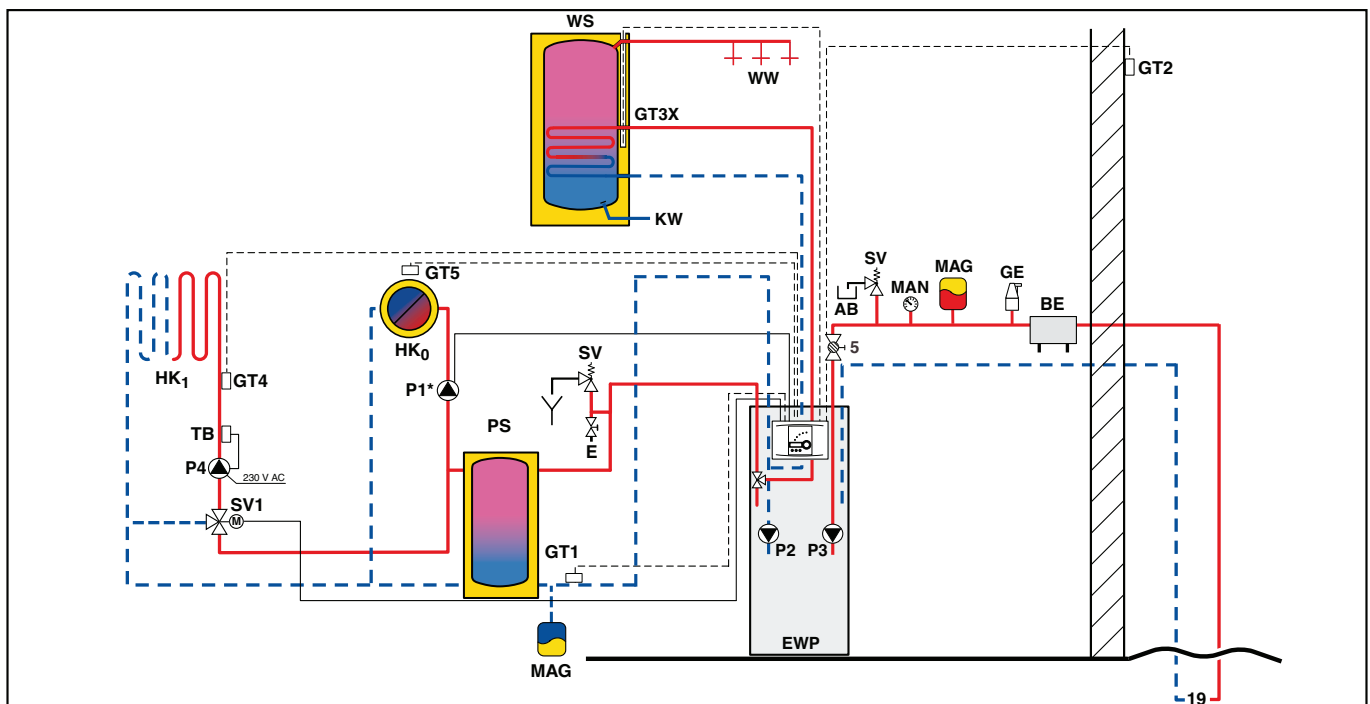 WS
WW
GT2
GT3X
KW
SV
MAG
GE
MAN
BE
AB
GT5
5
HK0
SV
HK1
GT4
P1*
PS
TB
E
P4
230 V AC
SV1
M
GT1
P2
P3
EWP
MAG
19